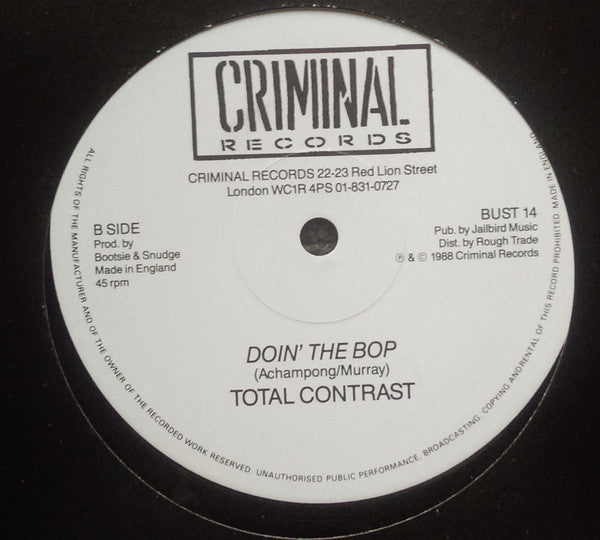 CRIMINAL
RECORDS
CRIMINAL RECORDS 22-23 Red Lion Street
London WC1R 4PS 01-831-0727
B SIDE
Prod. by
Bootsie & Snudge
Made in England
45 rpm
BUST 14
Pub. by Jailbird Music
Dist. by Rough Trade
℗ & © 1988 Criminal Records
DOIN' THE BOP
(Achampong/Murray)
TOTAL CONTRAST
ALL RIGHTS OF THE MANUFACTURER AND OF THE OWNER OF THE RECORDED WORK RESERVED. UNAUTHORISED PUBLIC PERFORMANCE, BROADCASTING, COPYING AND RENTAL OF THIS RECORD PROHIBITED. MADE IN ENGLAND